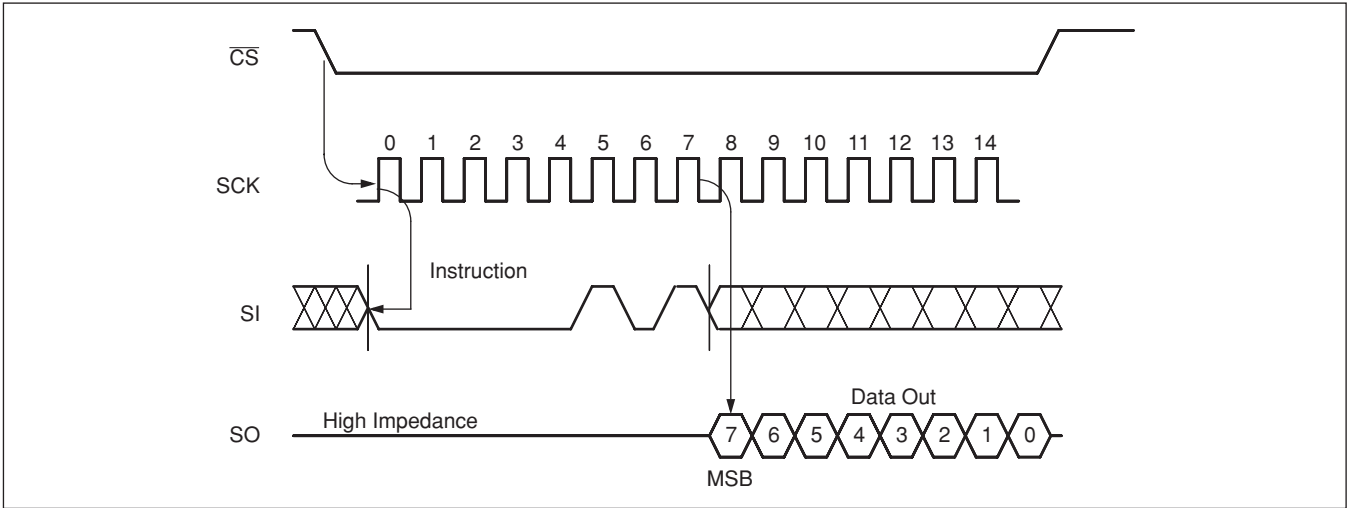 CS
0 1 2 3 4 5 6 7 8 9 10 11 12 13 14
SCK
Instruction
SI
Data Out
High Impedance
SO
7 6 5 4 3 2 1 0
MSB